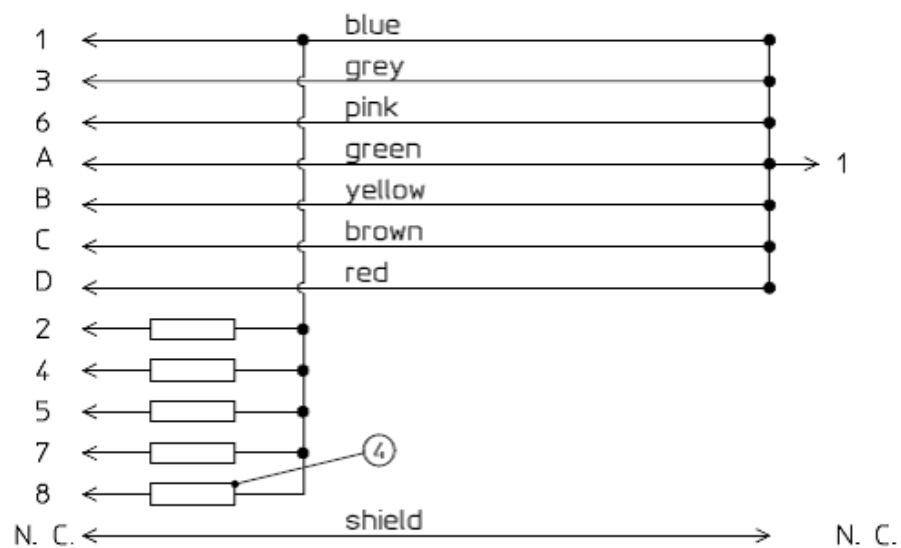 1 blue
3 grey
6 pink
A green 1
B yellow
C brown
D red
2
4
5
7 4
8
N. C. shield N. C.